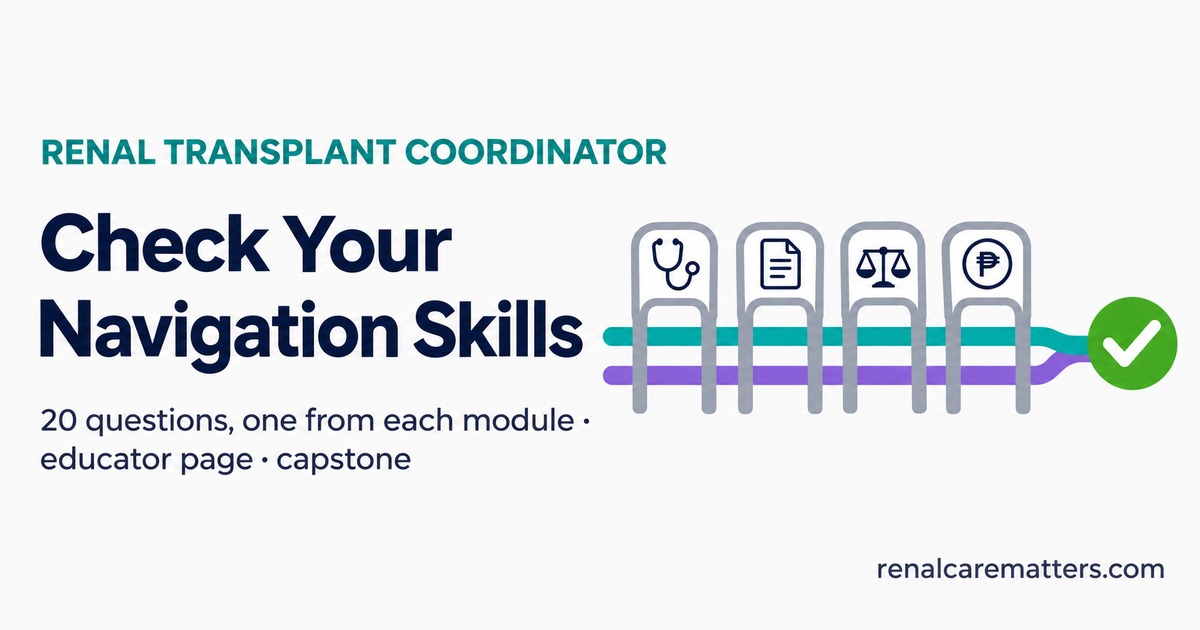 RENAL TRANSPLANT COORDINATOR
Check Your
Navigation Skills
20 questions, one from each module •
educator page • capstone
₱
renalcarematters.com